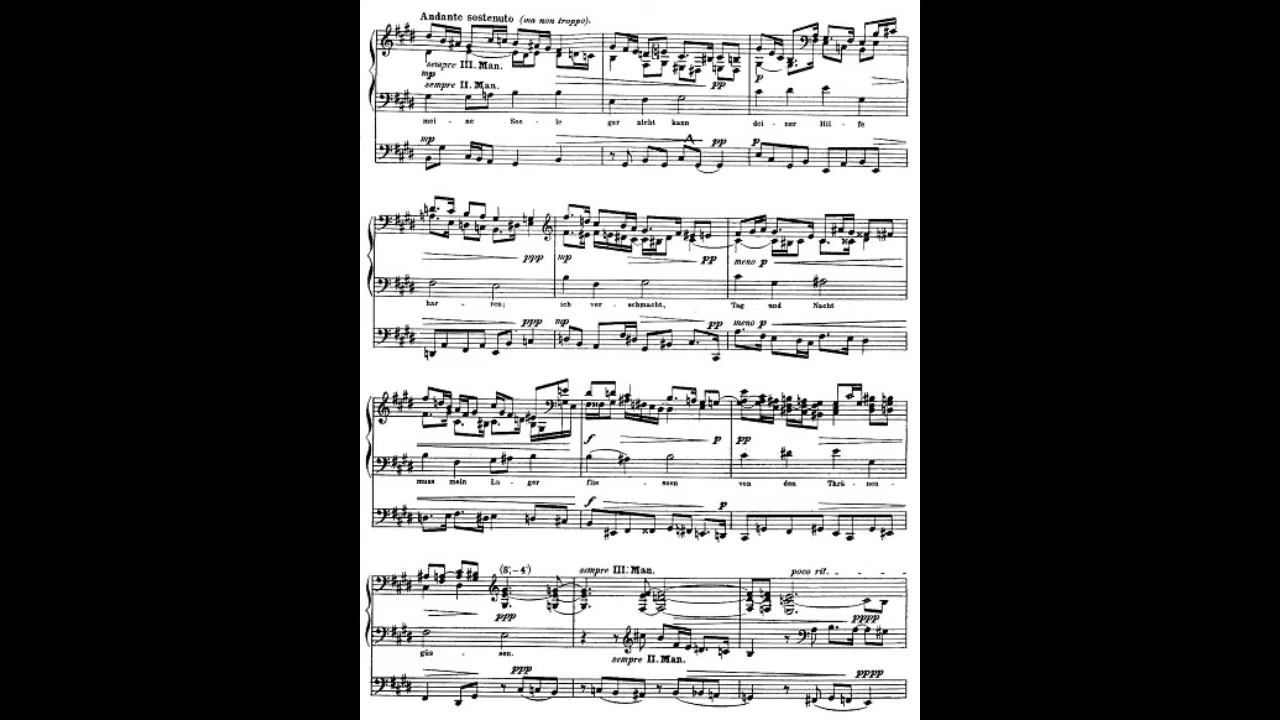 Andante sostenuto (ma non troppo).
sempre III. Man.
mp
sempre II. Man.
pp
p
mei - ne See - le gar nicht kann dei - ner Hil - fe
mp
pp
p
ppp
mp
pp
meno p
har - ren; ich ver - schmacht, Tag und Nacht
ppp
mp
pp
meno p
f
p
pp
muss mein La - ger flie - ssen von den Thrä - nen-
f
p
sempre III. Man.
poco rit.
ppp
pppp
güs - sen.
sempre II. Man.
ppp
pppp